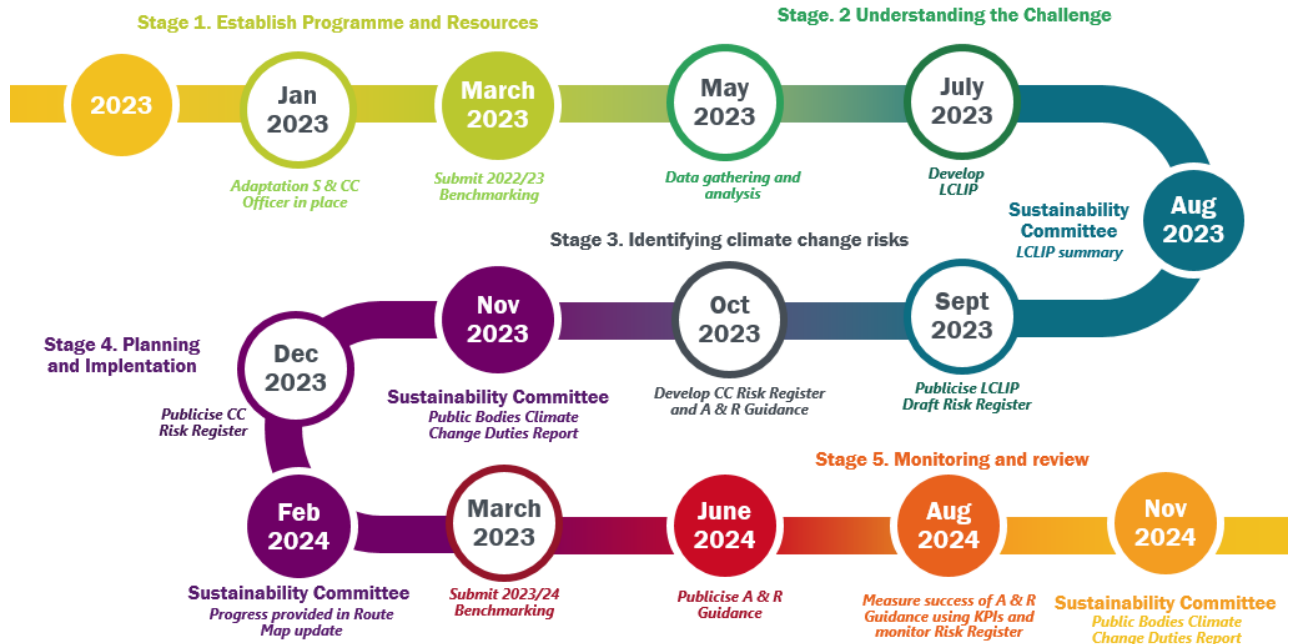 Stage 1. Establish Programme and Resources
Stage. 2 Understanding the Challenge
2023
Jan
2023
Adaptation S & CC
Officer in place
March
2023
Submit 2022/23
Benchmarking
May
2023
Data gathering and
analysis
July
2023
Develop
LCLIP
Aug
2023
Sustainability
Committee
LCLIP summary
Stage 3. Identifying climate change risks
Sept
2023
Publicise LCLIP
Draft Risk Register
Oct
2023
Develop CC Risk Register
and A & R Guidance
Nov
2023
Sustainability Committee
Public Bodies Climate
Change Duties Report
Stage 4. Planning
and Implentation
Dec
2023
Publicise CC
Risk Register
Feb
2024
Sustainability Committee
Progress provided in Route
Map update
March
2023
Submit 2023/24
Benchmarking
June
2024
Publicise A & R
Guidance
Stage 5. Monitoring and review
Aug
2024
Measure success of A & R
Guidance using KPIs and
monitor Risk Register
Nov
2024
Sustainability Committee
Public Bodies Climate
Change Duties Report